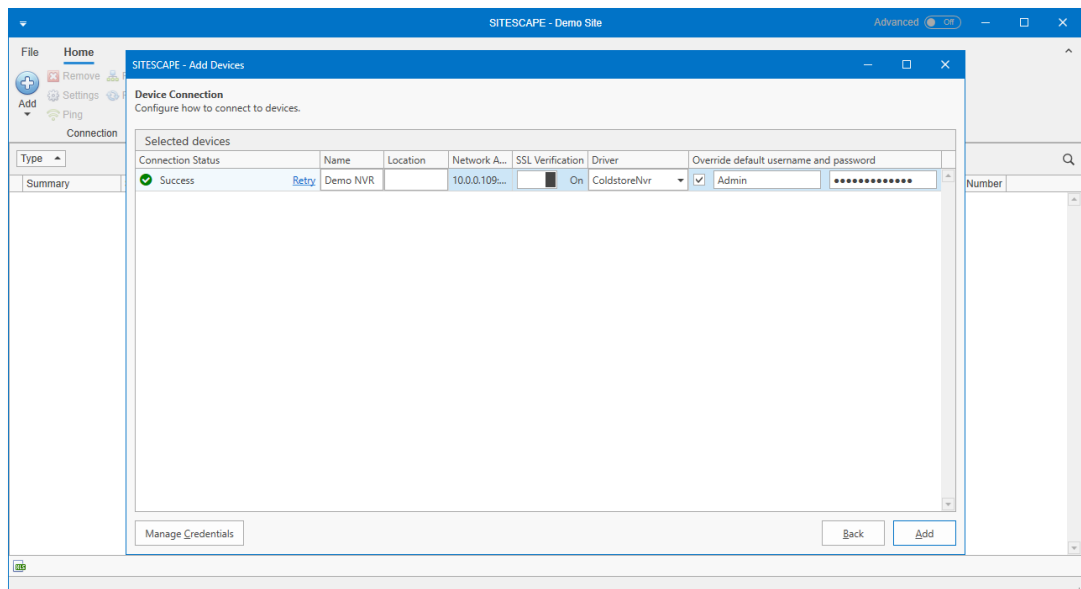 SITESCAPE - Demo Site
Advanced Off
File Home
Add
Remove
Settings
Ping
Connection
Type
Summary
Number
SITESCAPE - Add Devices
Device Connection
Configure how to connect to devices.
Selected devices
Connection Status Name Location Network A... SSL Verification Driver Override default username and password
Success Retry Demo NVR 10.0.0.109:... On ColdstoreNvr Admin •••••••••••••
Manage Credentials Back Add